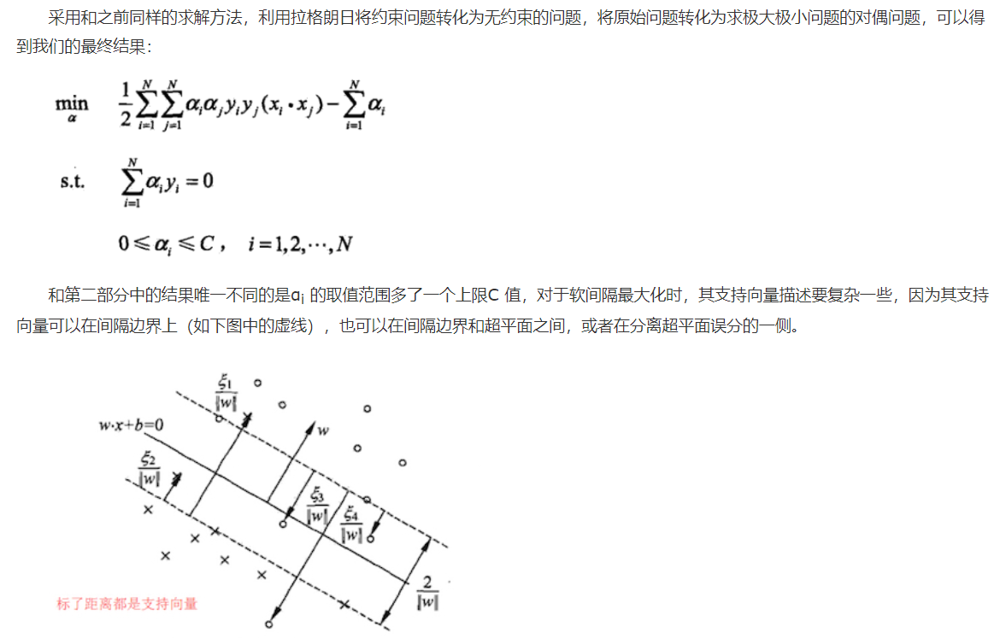 采用和之前同样的求解方法，利用拉格朗日将约束问题转化为无约束的问题，将原始问题转化为求极大极小问题的对偶问题，可以得
到我们的最终结果：
min_α 1/2 ∑_{i=1}^{N} ∑_{j=1}^{N} α_i α_j y_i y_j (x_i · x_j) − ∑_{i=1}^{N} α_i
s.t. ∑_{i=1}^{N} α_i y_i = 0
0 ≤ α_i ≤ C， i = 1,2,⋯,N
和第二部分中的结果唯一不同的是α_i 的取值范围多了一个上限C 值，对于软间隔最大化时，其支持向量描述要复杂一些，因为其支持
向量可以在间隔边界上（如下图中的虚线），也可以在间隔边界和超平面之间，或者在分离超平面误分的一侧。
ξ_1/‖w‖
w·x+b=0
w
ξ_2/‖w‖
ξ_3/‖w‖
ξ_4/‖w‖
2/‖w‖
标了距离都是支持向量